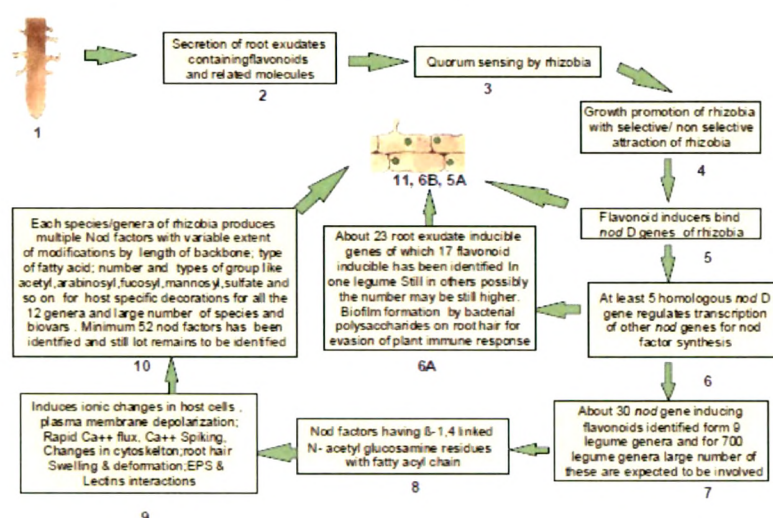 1
Secretion of root exudates
containingflavonoids
and related molecules
2
Quorum sensing by rhizobia
3
Growth promotion of rhizobia
with selective/ non selective
attraction of rhizobia
4
Flavonoid inducers bind
nod D genes of rhizobia
5
At least 5 homologous nod D
gene regulates transcription
of other nod genes for nod
factor synthesis
6
About 30 nod gene inducing
flavonoids identified form 9
legume genera and for 700
legume genera large number of
these are expected to be involved
7
Nod factors having ß-1,4 linked
N- acetyl glucosamine residues
with fatty acyl chain
8
Induces ionic changes in host cells ,
plasma membrane depolarization;
Rapid Ca++ flux, Ca++ Spiking,
Changes in cytoskelton;root hair
Swelling & deformation;EPS &
Lectins interactions
9
Each species/genera of rhizobia produces
multiple Nod factors with variable extent
of modifications by length of backbone; type
of fatty acid; number and types of group like
acetyl,arabinosyl,fucosyl,mannosyl,sulfate and
so on for host specific decorations for all the
12 genera and large number of species and
biovars . Minimum 52 nod factors has been
identified and still lot remains to be identified
10
11, 6B, 5A
About 23 root exudate inducible
genes of which 17 flavonoid
inducible has been identified In
one legume Still in others possibly
the number may be still higher.
Biofilm formation by bacterial
polysaccharides on root hair for
evasion of plant immune response
6A